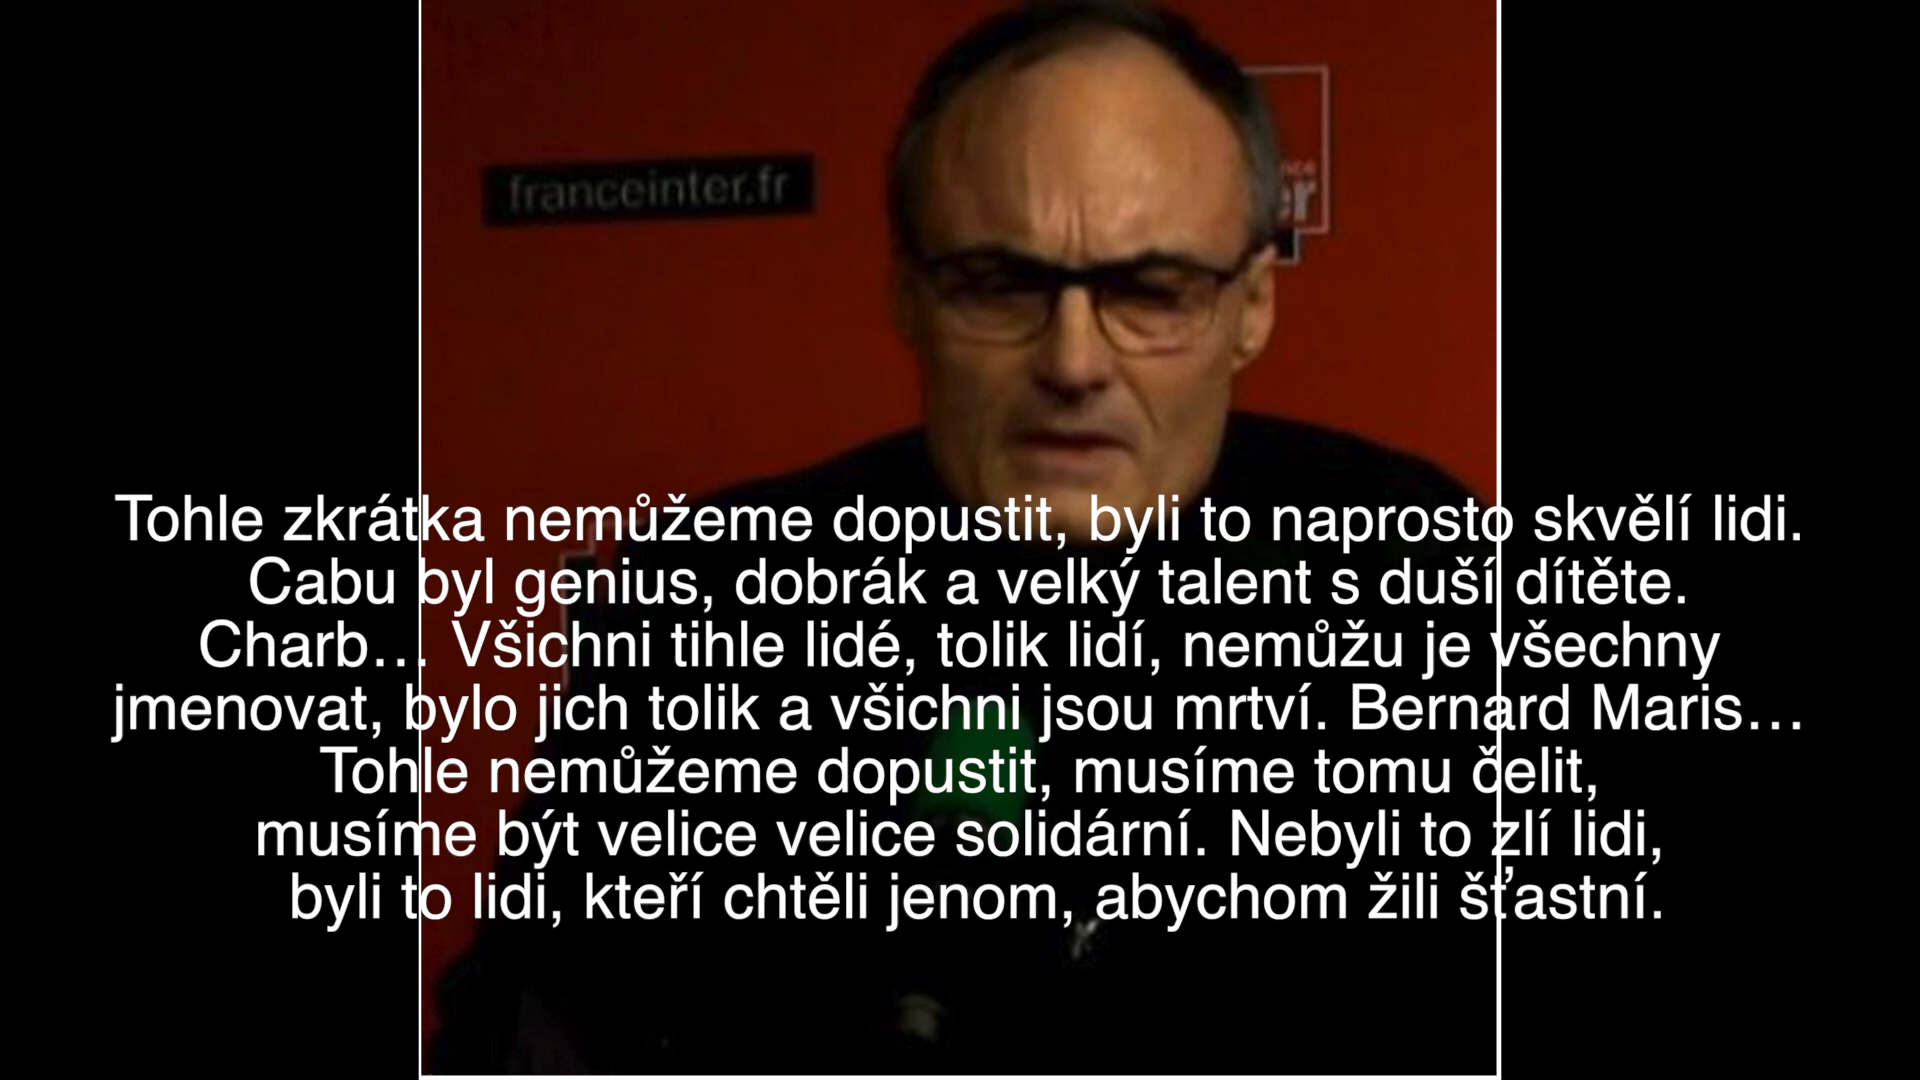 franceinter.fr
Tohle zkrátka nemůžeme dopustit, byli to naprosto skvělí lidi.
Cabu byl genius, dobrák a velký talent s duší dítěte.
Charb… Všichni tihle lidé, tolik lidí, nemůžu je všechny
jmenovat, bylo jich tolik a všichni jsou mrtví. Bernard Maris…
Tohle nemůžeme dopustit, musíme tomu čelit,
musíme být velice velice solidární. Nebyli to zlí lidi,
byli to lidi, kteří chtěli jenom, abychom žili šťastní.